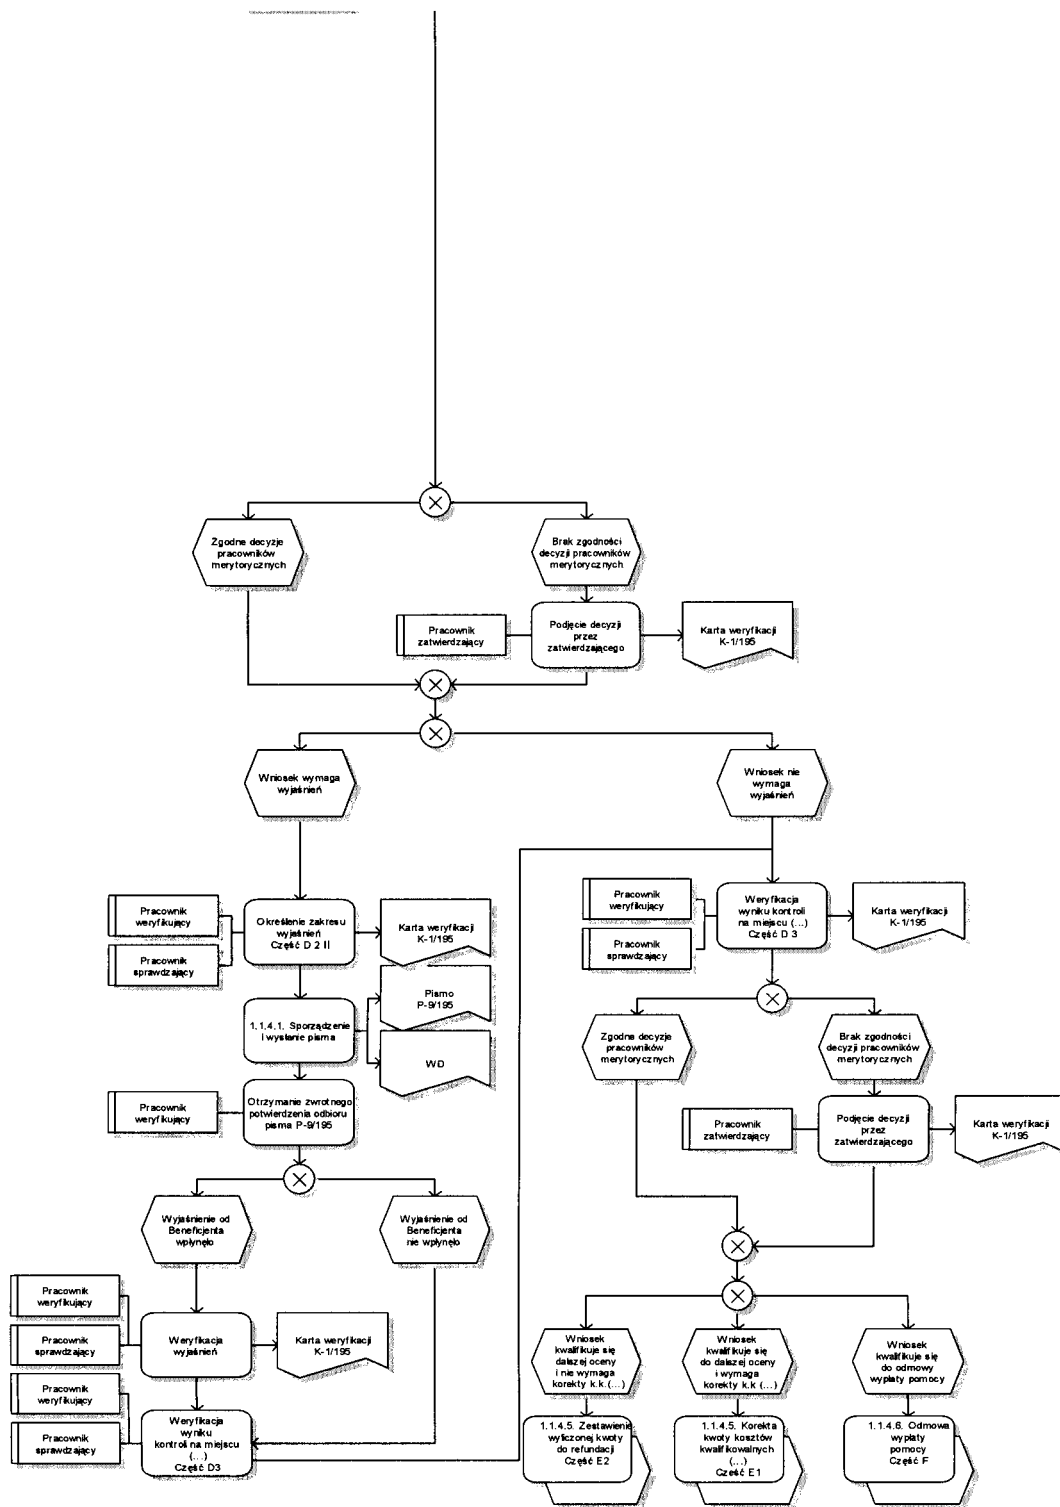 Zgodne decyzje
pracowników
merytorycznych
Brak zgodności
decyzji pracowników
merytorycznych
Pracownik
zatwierdzający
Podjęcie decyzji
przez
zatwierdzającego
Karta weryfikacji
K-1/195
Wniosek wymaga
wyjaśnień
Wniosek nie
wymaga
wyjaśnień
Pracownik
weryfikujący
Pracownik
sprawdzający
Określenie zakresu
wyjaśnień
Część D 2 II
Karta weryfikacji
K-1/195
Pracownik
weryfikujący
Pracownik
sprawdzający
Weryfikacja
wyniku kontroli
na miejscu (...)
Część D 3
Karta weryfikacji
K-1/195
1.1.4.1. Sporządzenie
i wysłanie pisma
Pismo
P-9/195
WD
Zgodne decyzje
pracowników
merytorycznych
Brak zgodności
decyzji pracowników
merytorycznych
Pracownik
weryfikujący
Otrzymanie zwrotnego
potwierdzenia odbioru
pisma P-9/195
Pracownik
zatwierdzający
Podjęcie decyzji
przez
zatwierdzającego
Karta weryfikacji
K-1/195
Wyjaśnienie od
Beneficjenta
wpłynęło
Wyjaśnienie od
Beneficjenta
nie wpłynęło
Pracownik
weryfikujący
Pracownik
sprawdzający
Weryfikacja
wyjaśnień
Karta weryfikacji
K-1/195
Pracownik
weryfikujący
Pracownik
sprawdzający
Weryfikacja
wyniku
kontroli na miejscu
(...)
Część D3
Wniosek
kwalifikuje się
dalszej oceny
i nie wymaga
korekty k.k.(...)
Wniosek
kwalifikuje się
do dalszej oceny
i wymaga
korekty k.k (...)
Wniosek
kwalifikuje się
do odmowy
wypłaty pomocy
1.1.4.5. Zestawienie
wyliczonej kwoty
do refundacji
Część E2
1.1.4.5. Korekta
kwoty kosztów
kwalifikowalnych
(...)
Cześć E1
1.1.4.6. Odmowa
wypłaty
pomocy
Część F